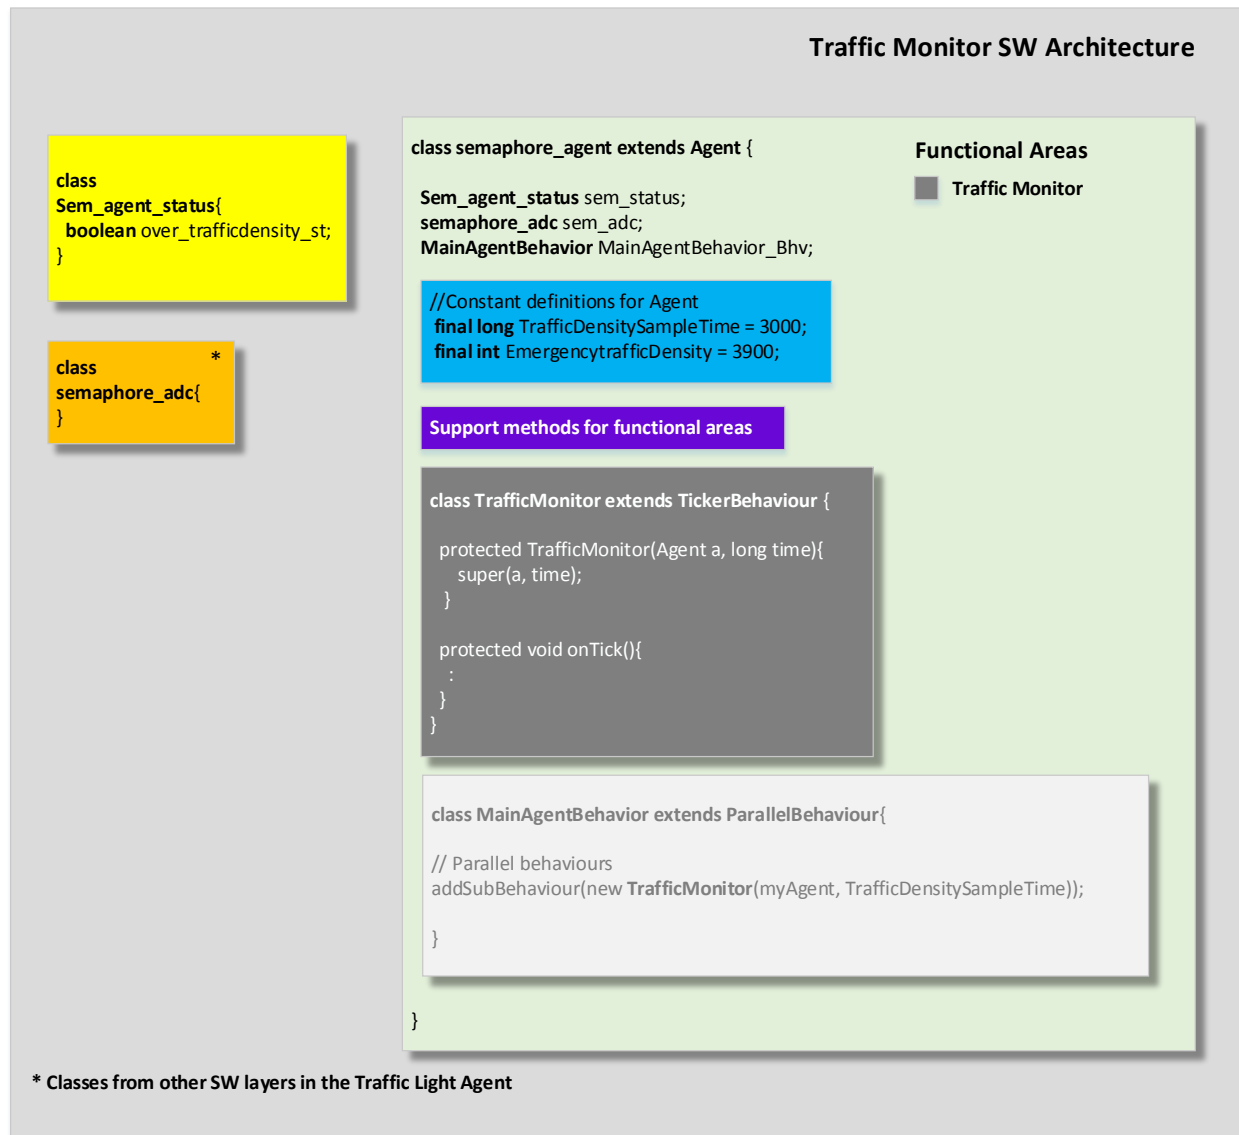 Traffic Monitor SW Architecture
class
Sem_agent_status{
boolean over_trafficdensity_st;
}
class *
semaphore_adc{
}
class semaphore_agent extends Agent {
Sem_agent_status sem_status;
semaphore_adc sem_adc;
MainAgentBehavior MainAgentBehavior_Bhv;
Functional Areas
Traffic Monitor
//Constant definitions for Agent
final long TrafficDensitySampleTime = 3000;
final int EmergencytrafficDensity = 3900;
Support methods for functional areas
class TrafficMonitor extends TickerBehaviour {
protected TrafficMonitor(Agent a, long time){
super(a, time);
}
protected void onTick(){
:
}
}
class MainAgentBehavior extends ParallelBehaviour{
// Parallel behaviours
addSubBehaviour(new TrafficMonitor(myAgent, TrafficDensitySampleTime));
}
}
* Classes from other SW layers in the Traffic Light Agent